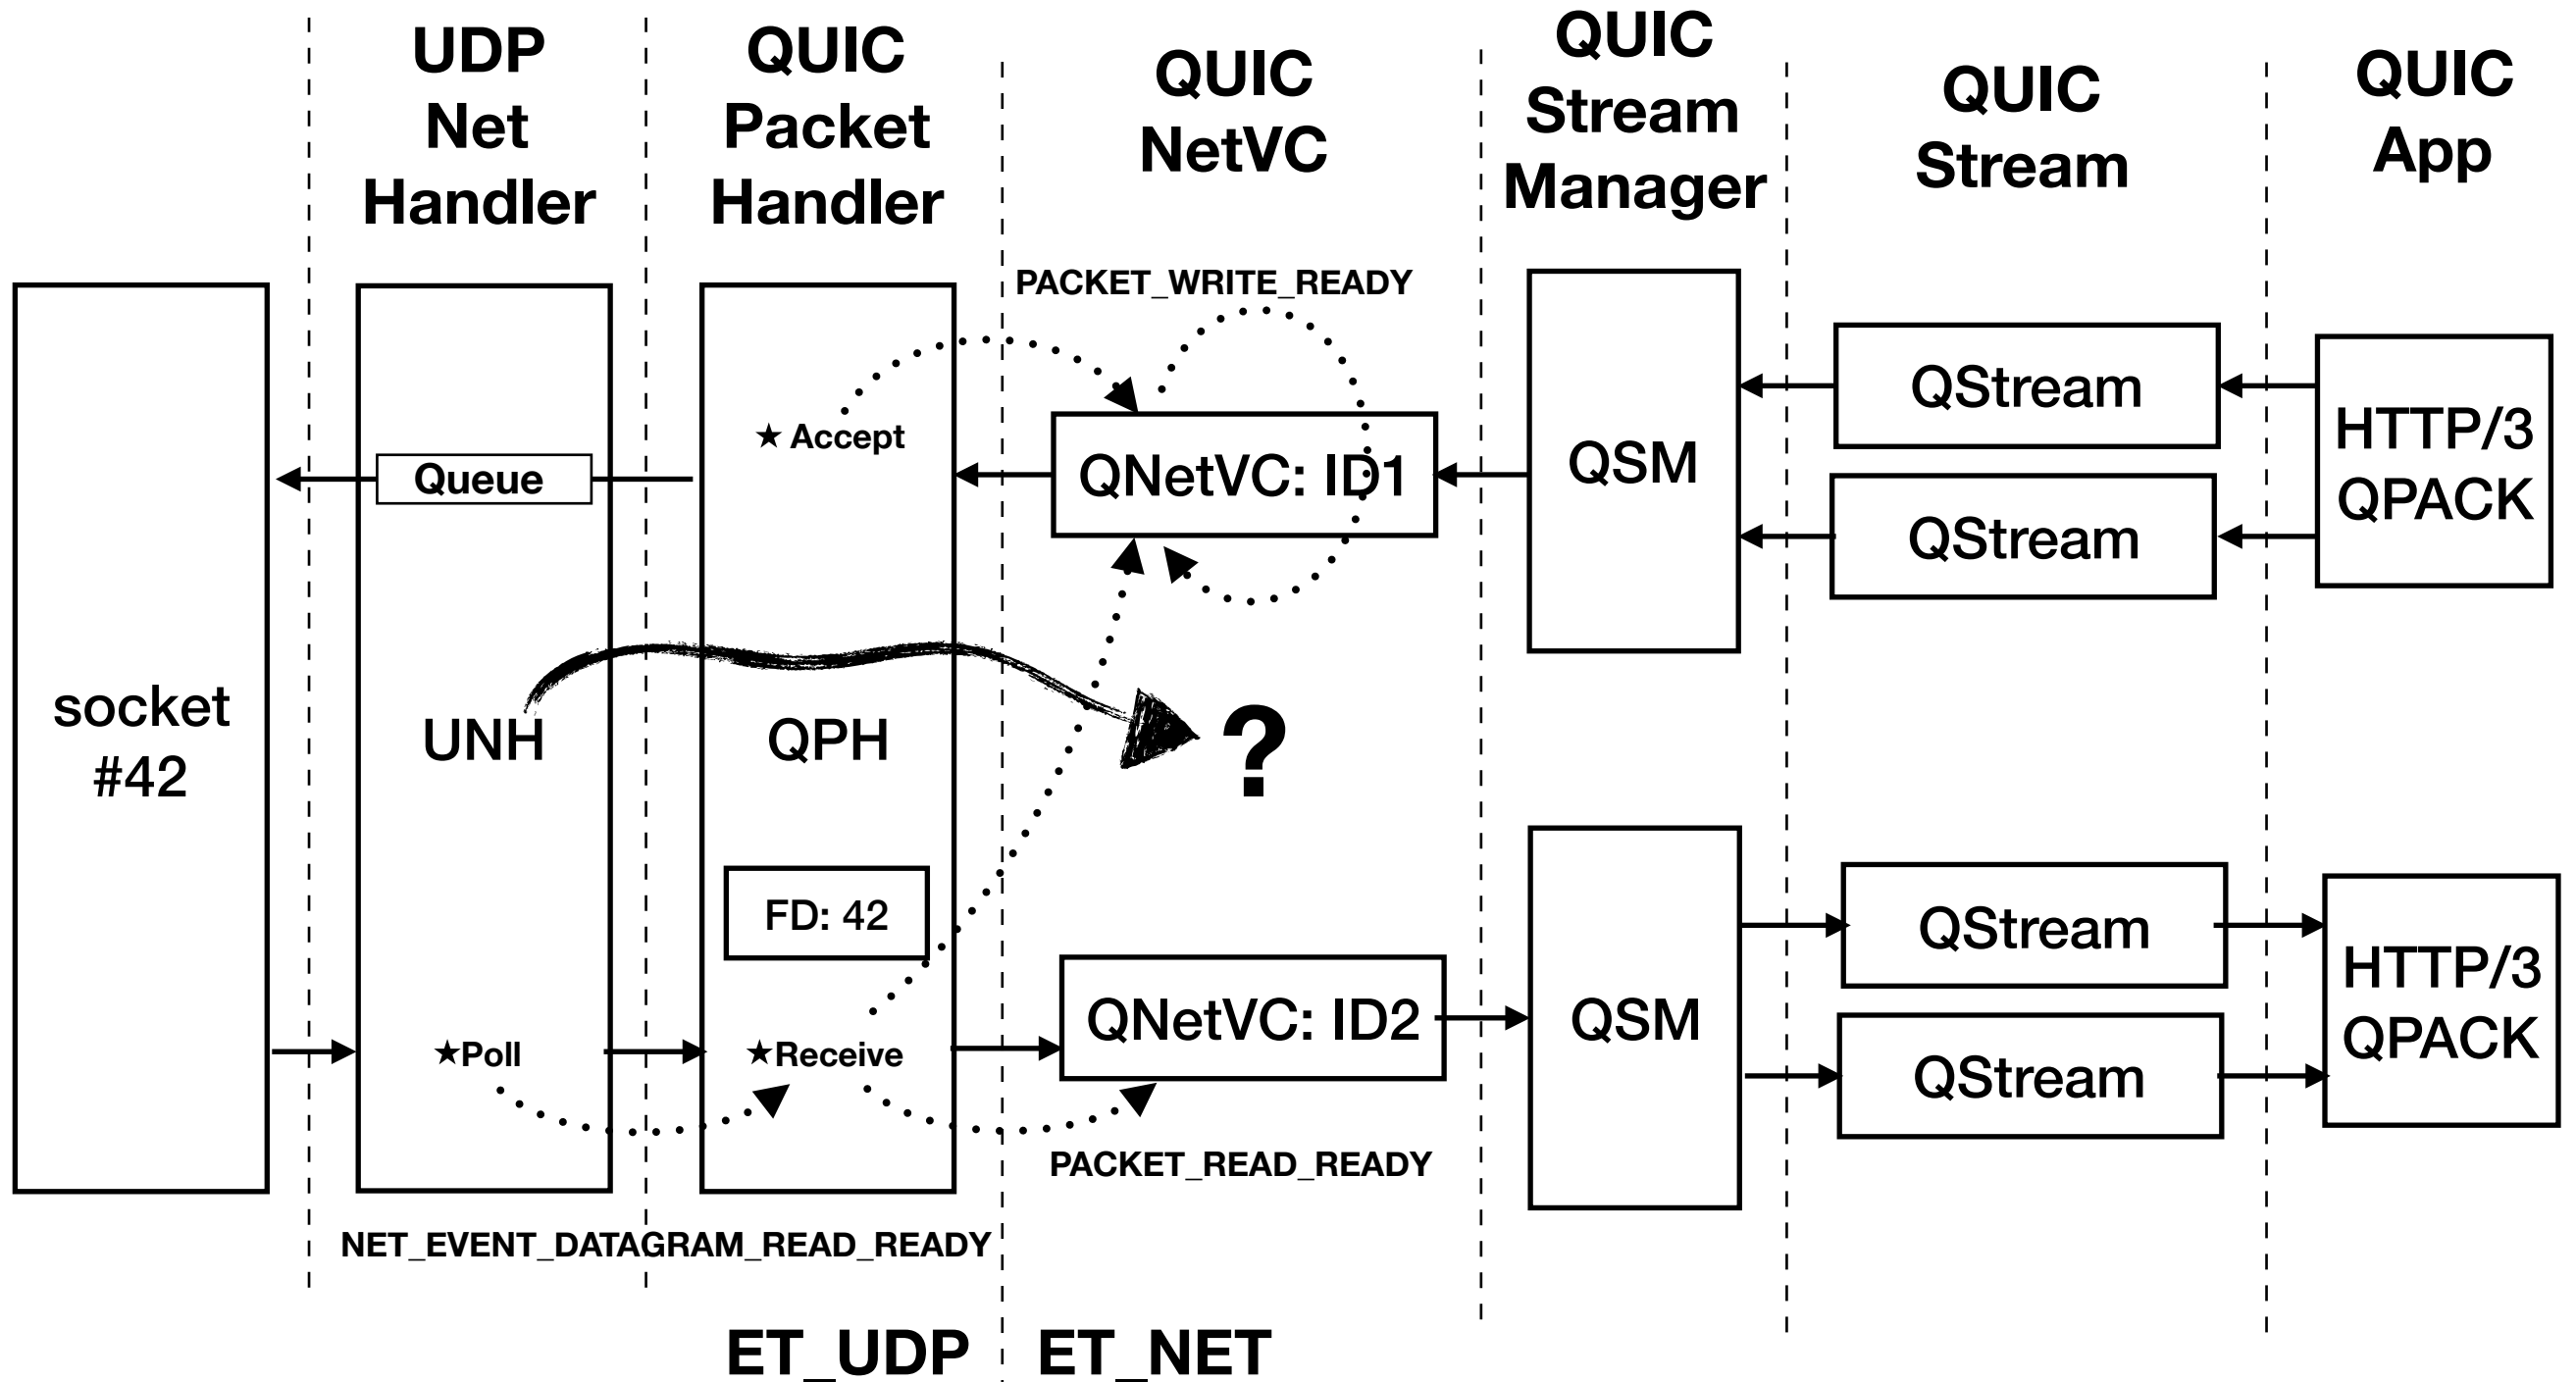 UDP
Net
Handler
QUIC
Packet
Handler
QUIC
NetVC
QUIC
Stream
Manager
QUIC
Stream
QUIC
App
PACKET_WRITE_READY
★ Accept
Queue
QNetVC: ID1
QSM
QStream
QStream
HTTP/3
QPACK
socket
#42
UNH
QPH
?
FD: 42
★Poll
★Receive
QNetVC: ID2
QSM
QStream
QStream
HTTP/3
QPACK
PACKET_READ_READY
NET_EVENT_DATAGRAM_READ_READY
ET_UDP
ET_NET